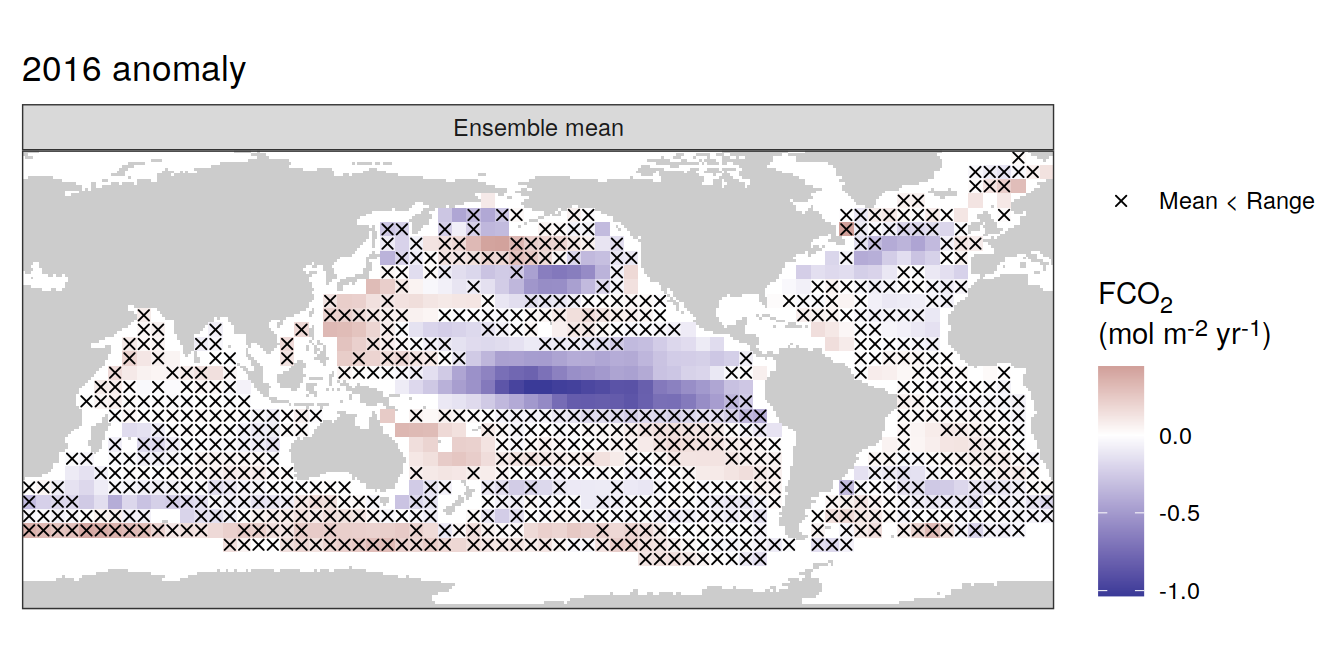 2016 anomaly
Ensemble mean
Mean < Range
FCO2
(mol m-2 yr-1)
0.0
-0.5
-1.0